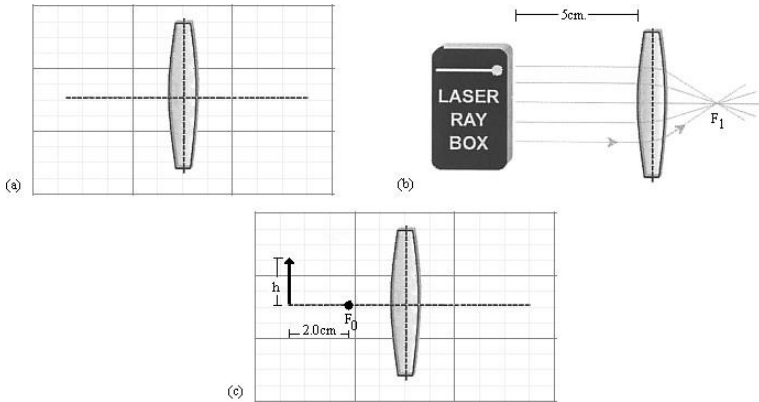 (a)
5cm.
LASER
RAY
BOX
F1
(b)
h
F0
2.0cm
(c)